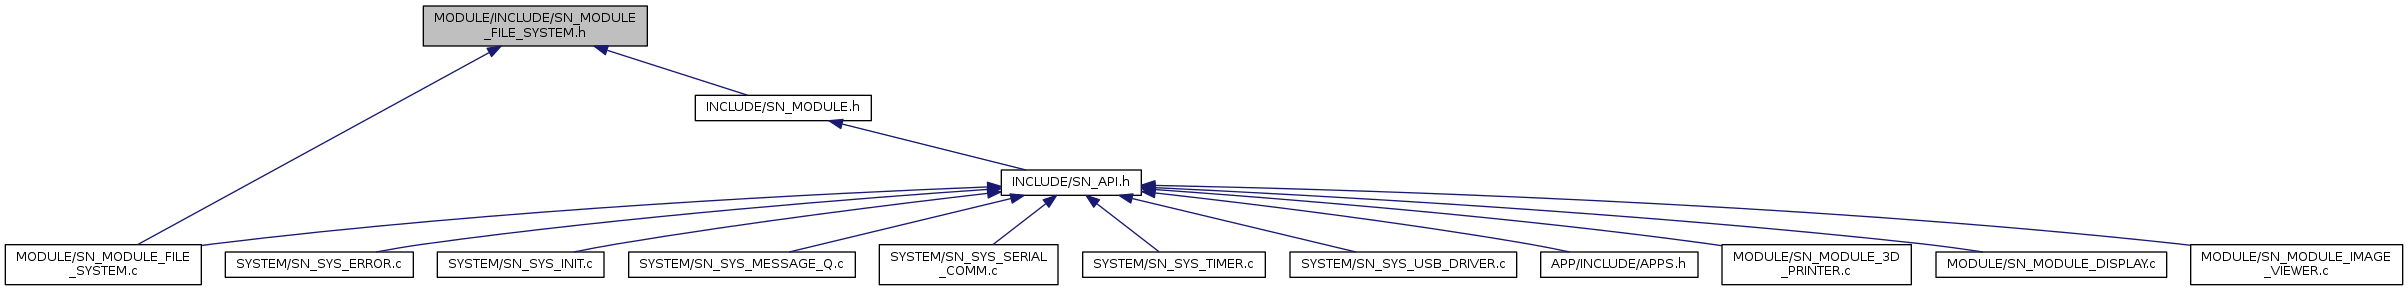 MODULE/INCLUDE/SN_MODULE
_FILE_SYSTEM.h
INCLUDE/SN_MODULE.h
INCLUDE/SN_API.h
MODULE/SN_MODULE_FILE
_SYSTEM.c
SYSTEM/SN_SYS_ERROR.c
SYSTEM/SN_SYS_INIT.c
SYSTEM/SN_SYS_MESSAGE_Q.c
SYSTEM/SN_SYS_SERIAL
_COMM.c
SYSTEM/SN_SYS_TIMER.c
SYSTEM/SN_SYS_USB_DRIVER.c
APP/INCLUDE/APPS.h
MODULE/SN_MODULE_3D
_PRINTER.c
MODULE/SN_MODULE_DISPLAY.c
MODULE/SN_MODULE_IMAGE
_VIEWER.c